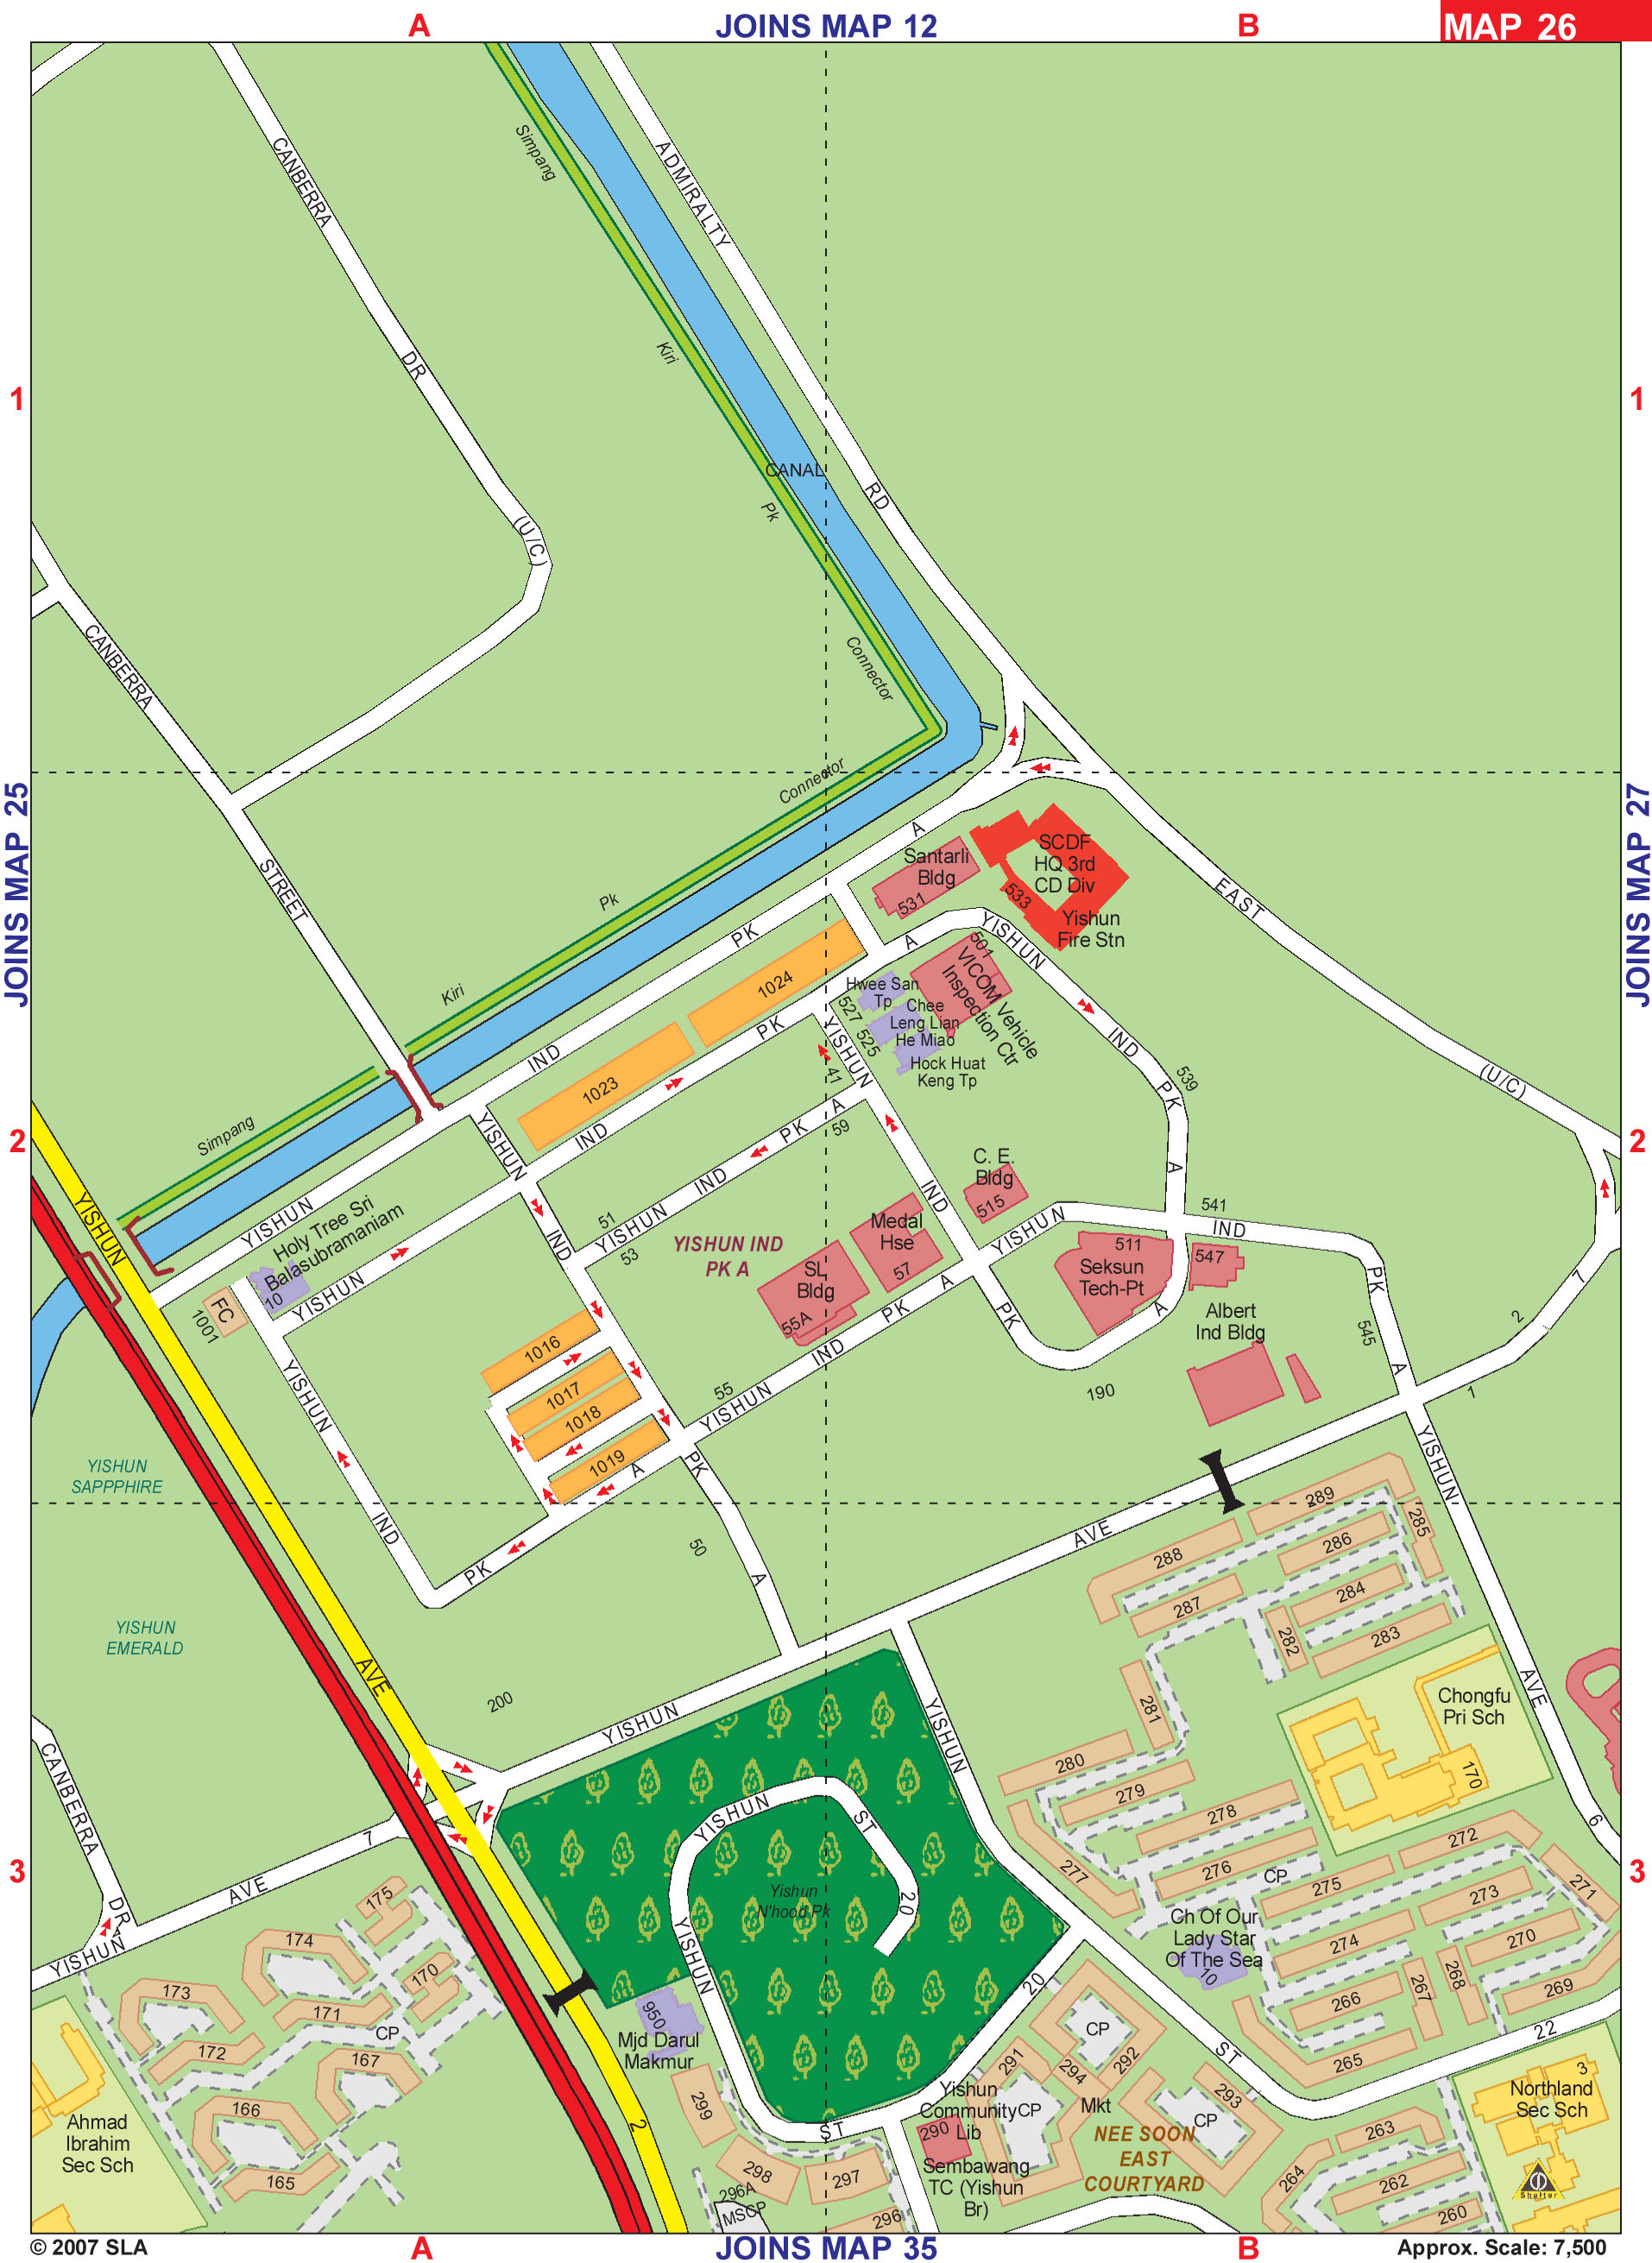 A
JOINS MAP 12
B
MAP 26
CANBERRA
DR
(U/C)
Simpang
Kiri
Pk
Connector
CANAL
ADMIRALTY
RD
EAST
(U/C)
1
1
JOINS MAP 25
JOINS MAP 27
CANBERRA
STREET
Connector
Pk
Kiri
Simpang
A
Santarli
Bldg
531
SCDF
HQ 3rd
CD Div
533
Yishun
Fire Stn
PK
IND
YISHUN
1024
1023
A
YISHUN
IND
PK
A
539
501
VICOM Vehicle
Inspection Ctr
Hwee San
Tp
Chee
Leng Lian
He Miao
Hock Huat
Keng Tp
527
525
41
YISHUN
IND
PK
A
PK
IND
YISHUN
2
2
YISHUN
IND
PK
A
A
PK
IND
YISHUN
59
51
53
C. E.
Bldg
515
Medal
Hse
57
SL
Bldg
55A
YISHUN IND
PK A
YISHUN
IND
PK
A
541
511
Seksun
Tech-Pt
547
Albert
Ind Bldg
545
190
7
2
1
Holy Tree Sri
Balasubramaniam
10
FC
1001
YISHUN
YISHUN
IND
PK
A
1016
1017
1018
1019
55
YISHUN
IND
PK
A
50
YISHUN
SAPPPHIRE
YISHUN
EMERALD
AVE
200
YISHUN
AVE
YISHUN
AVE
6
289
288
287
286
285
284
283
282
281
280
279
278
277
276
275
274
273
272
271
270
269
268
267
266
265
CP
Chongfu
Pri Sch
170
Ch Of Our
Lady Star
Of The Sea
10
YISHUN
ST
22
3
3
CANBERRA
DR
YISHUN
AVE
7
175
174
173
172
171
170
167
166
165
CP
Ahmad
Ibrahim
Sec Sch
2
YISHUN
ST
20
Yishun
N'hood Pk
YISHUN
ST
20
950
Mjd Darul
Makmur
299
298
297
296A
MSCP
296
Yishun
Community
290 Lib
Sembawang
TC (Yishun
Br)
291
CP
294
292
CP
Mkt
293
CP
NEE SOON
EAST
COURTYARD
264
263
262
260
3
Northland
Sec Sch
Shelter
© 2007 SLA
A
JOINS MAP 35
B
Approx. Scale: 7,500